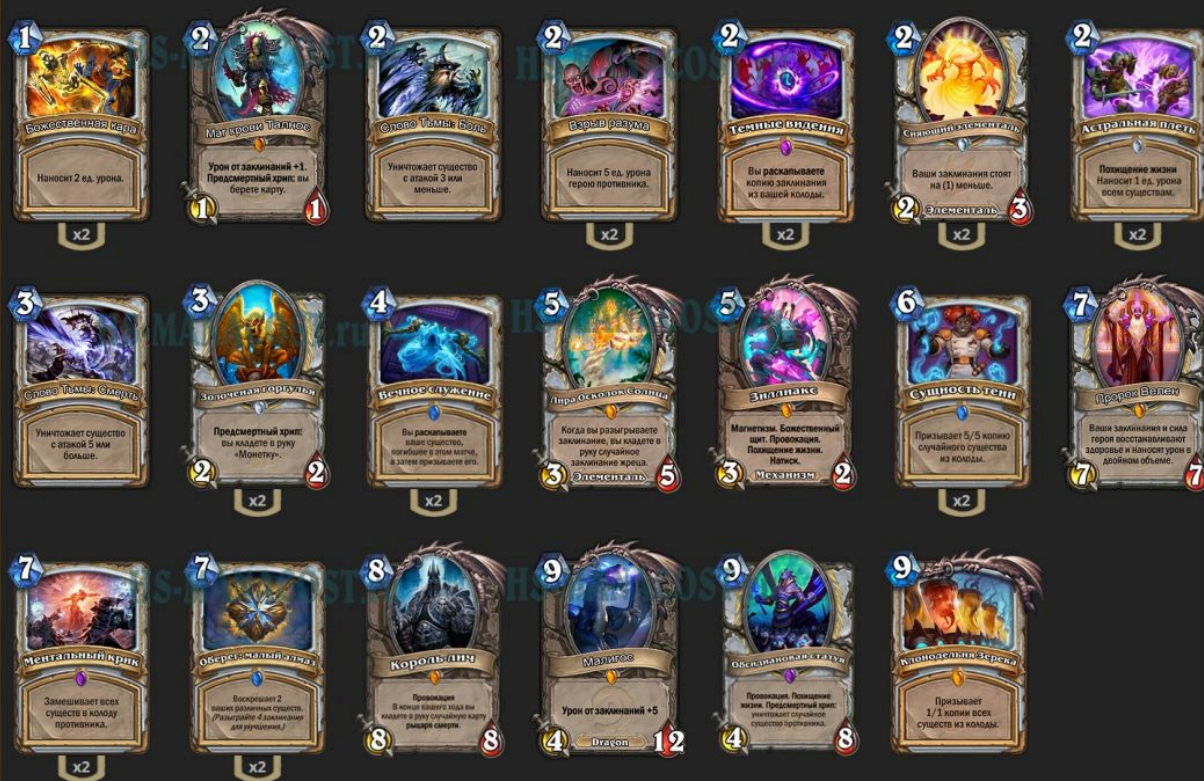 1
Божественная кара
Наносит 2 ед. урона.
x2
2
Маг крови Талнос
Урон от заклинаний +1.
Предсмертный хрип: вы
берете карту.
1
1
2
Слово Тьмы: Боль
Уничтожает существо
с атакой 3 или
меньше.
2
Взрыв разума
Наносит 5 ед. урона
герою противника.
x2
2
Темные видения
Вы раскапываете
копию заклинания
из вашей колоды.
x2
2
Сияющий элементаль
Ваши заклинания стоят
на (1) меньше.
2
Элементаль
3
x2
2
Астральная плеть
Похищение жизни
Наносит 1 ед. урона
всем существам.
x2
3
Слово Тьмы: Смерть
Уничтожает существо
с атакой 5 или
больше.
3
Золоченая горгулья
Предсмертный хрип:
вы кладете в руку
«Монетку».
2
2
x2
4
Вечное служение
Вы раскапываете
ваше существо,
погибшее в этом матче,
а затем призываете его.
x2
5
Лира Осколок Солнца
Когда вы разыгрываете
заклинание, вы кладете в
руку случайное
заклинание жреца.
3
Элементаль
5
5
Зиллиакс
Магнетизм. Божественный
щит. Провокация.
Похищение жизни.
Натиск.
3
Механизм
2
6
Сущность тени
Призывает 5/5 копию
случайного существа
из колоды.
x2
7
Пророк Велен
Ваши заклинания и сила
героя восстанавливают
здоровье и наносят урон в
двойном объеме.
7
7
7
Ментальный крик
Замешивает всех
существ в колоду
противника.
x2
7
Оберег: малый алмаз
Воскрешает 2
ваших различных существ.
(Разыграйте 4 заклинания
для улучшения.)
x2
8
Король-лич
Провокация
В конце вашего хода вы
кладете в руку случайную карту
рыцаря смерти.
8
8
9
Малигос
Урон от заклинаний +5
4
Dragon
12
9
Обсидиановая статуя
Провокация. Похищение
жизни. Предсмертный хрип:
уничтожает случайное
существо противника.
4
8
9
Клонодельня Зерека
Призывает
1/1 копии всех
существ из колоды.